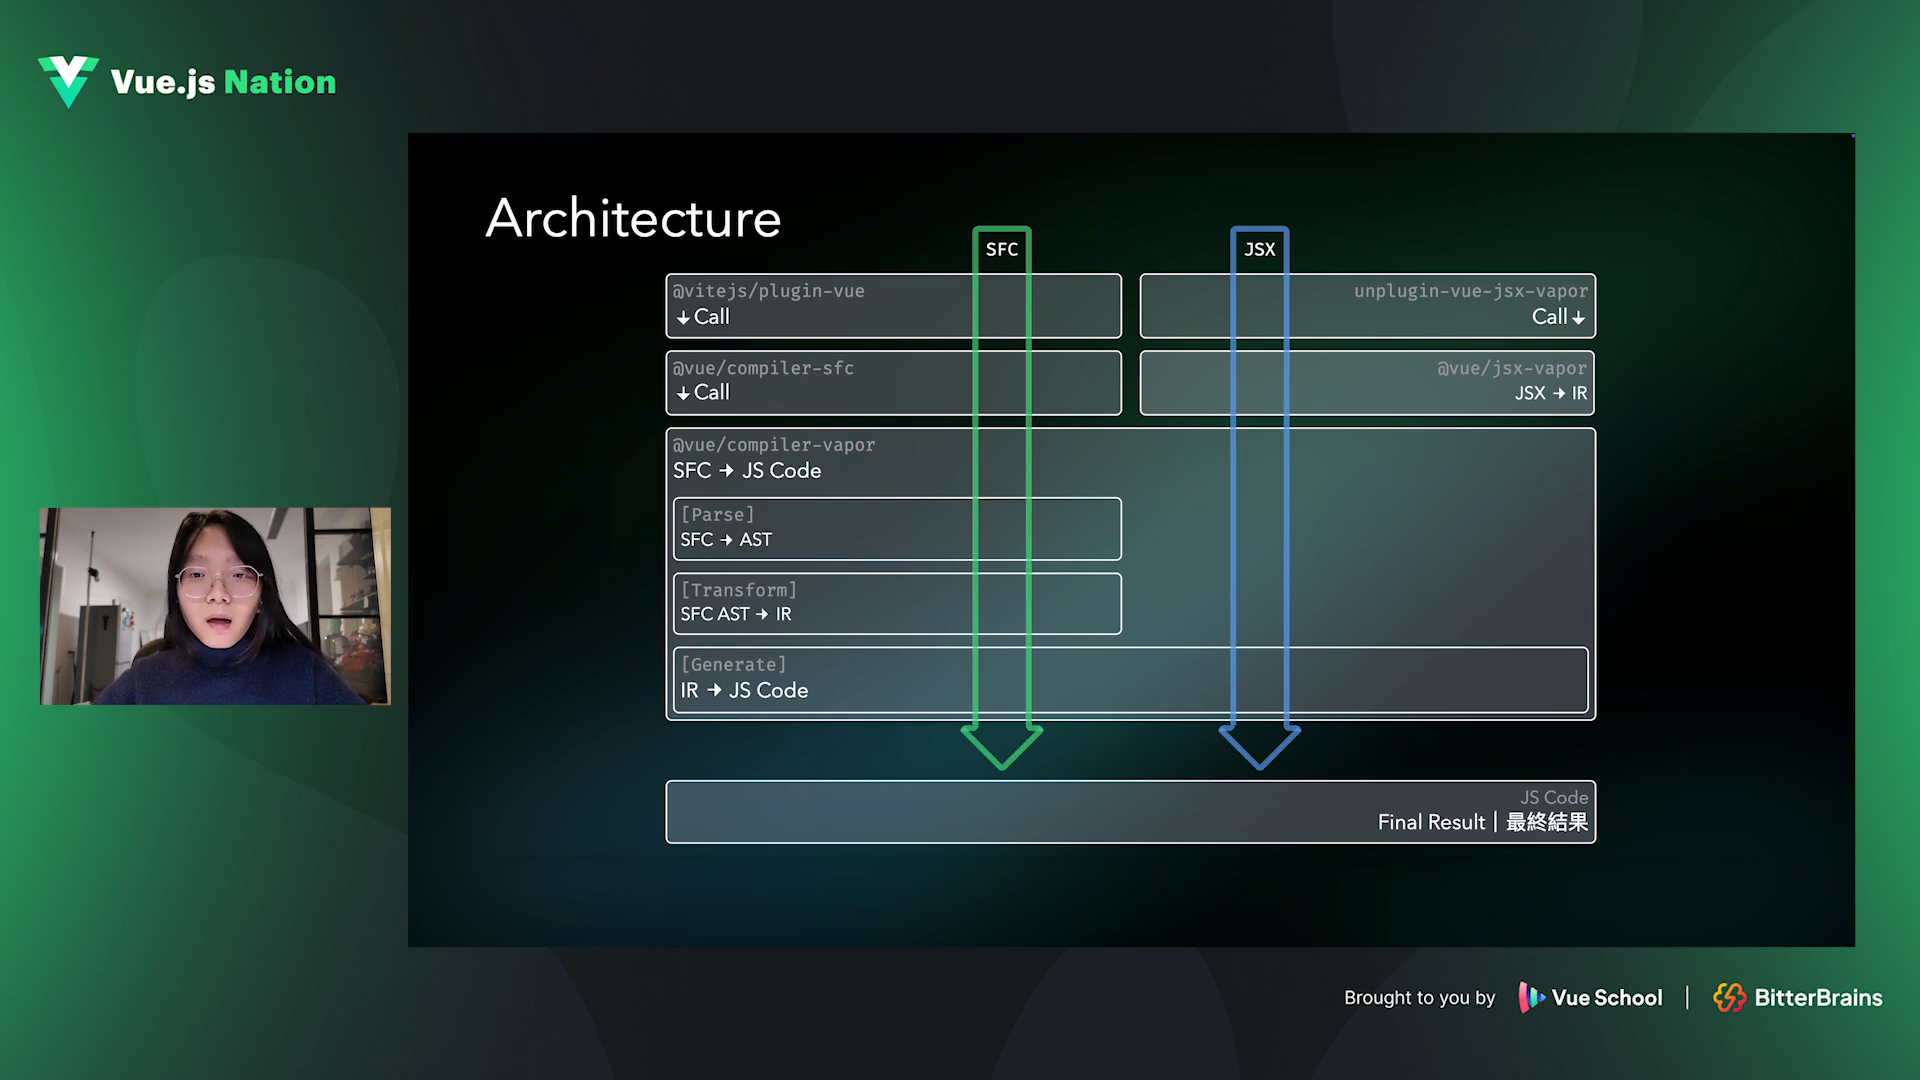 Vue.js Nation
Architecture
SFC
JSX
@vitejs/plugin-vue
↓ Call
unplugin-vue-jsx-vapor
Call ↓
@vue/compiler-sfc
↓ Call
@vue/jsx-vapor
JSX → IR
@vue/compiler-vapor
SFC → JS Code
[Parse]
SFC → AST
[Transform]
SFC AST → IR
[Generate]
IR → JS Code
JS Code
Final Result | 最終結果
Brought to you by Vue School | BitterBrains